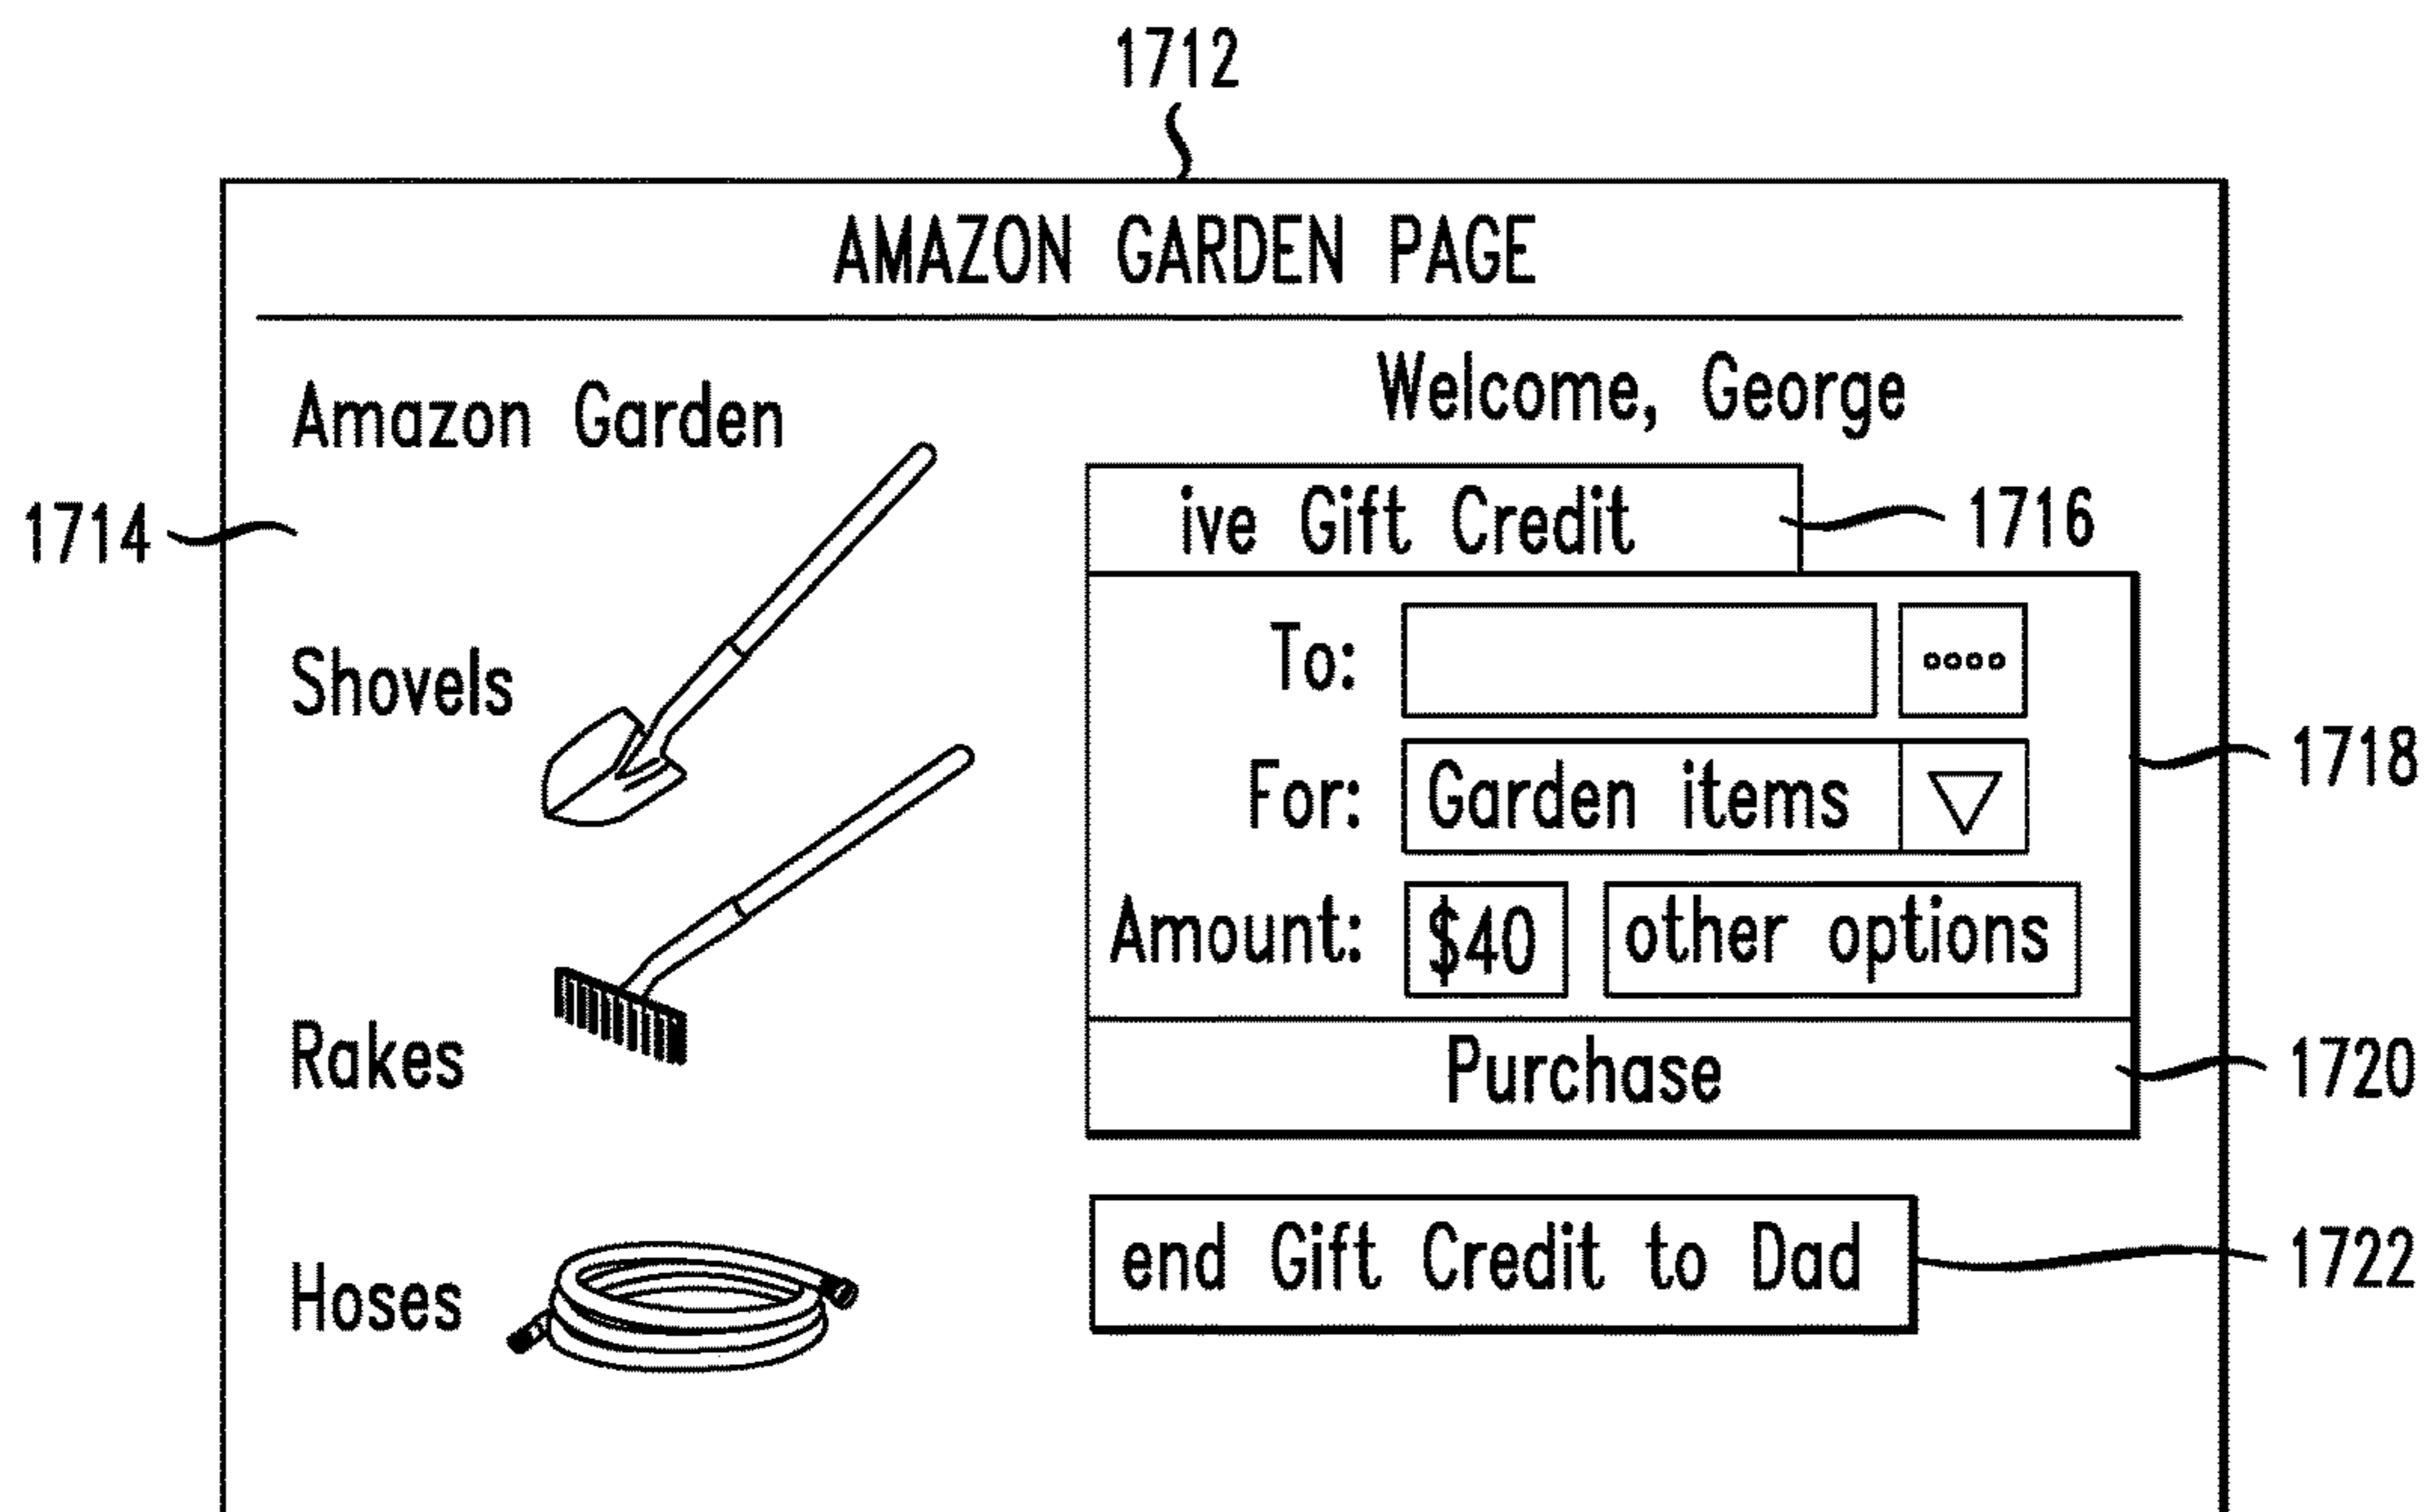 1712
AMAZON GARDEN PAGE
Amazon Garden
Welcome, George
1714
ive Gift Credit
1716
Shovels
To:
For: Garden items
1718
Amount: $40 other options
Rakes
Purchase
1720
Hoses
end Gift Credit to Dad
1722